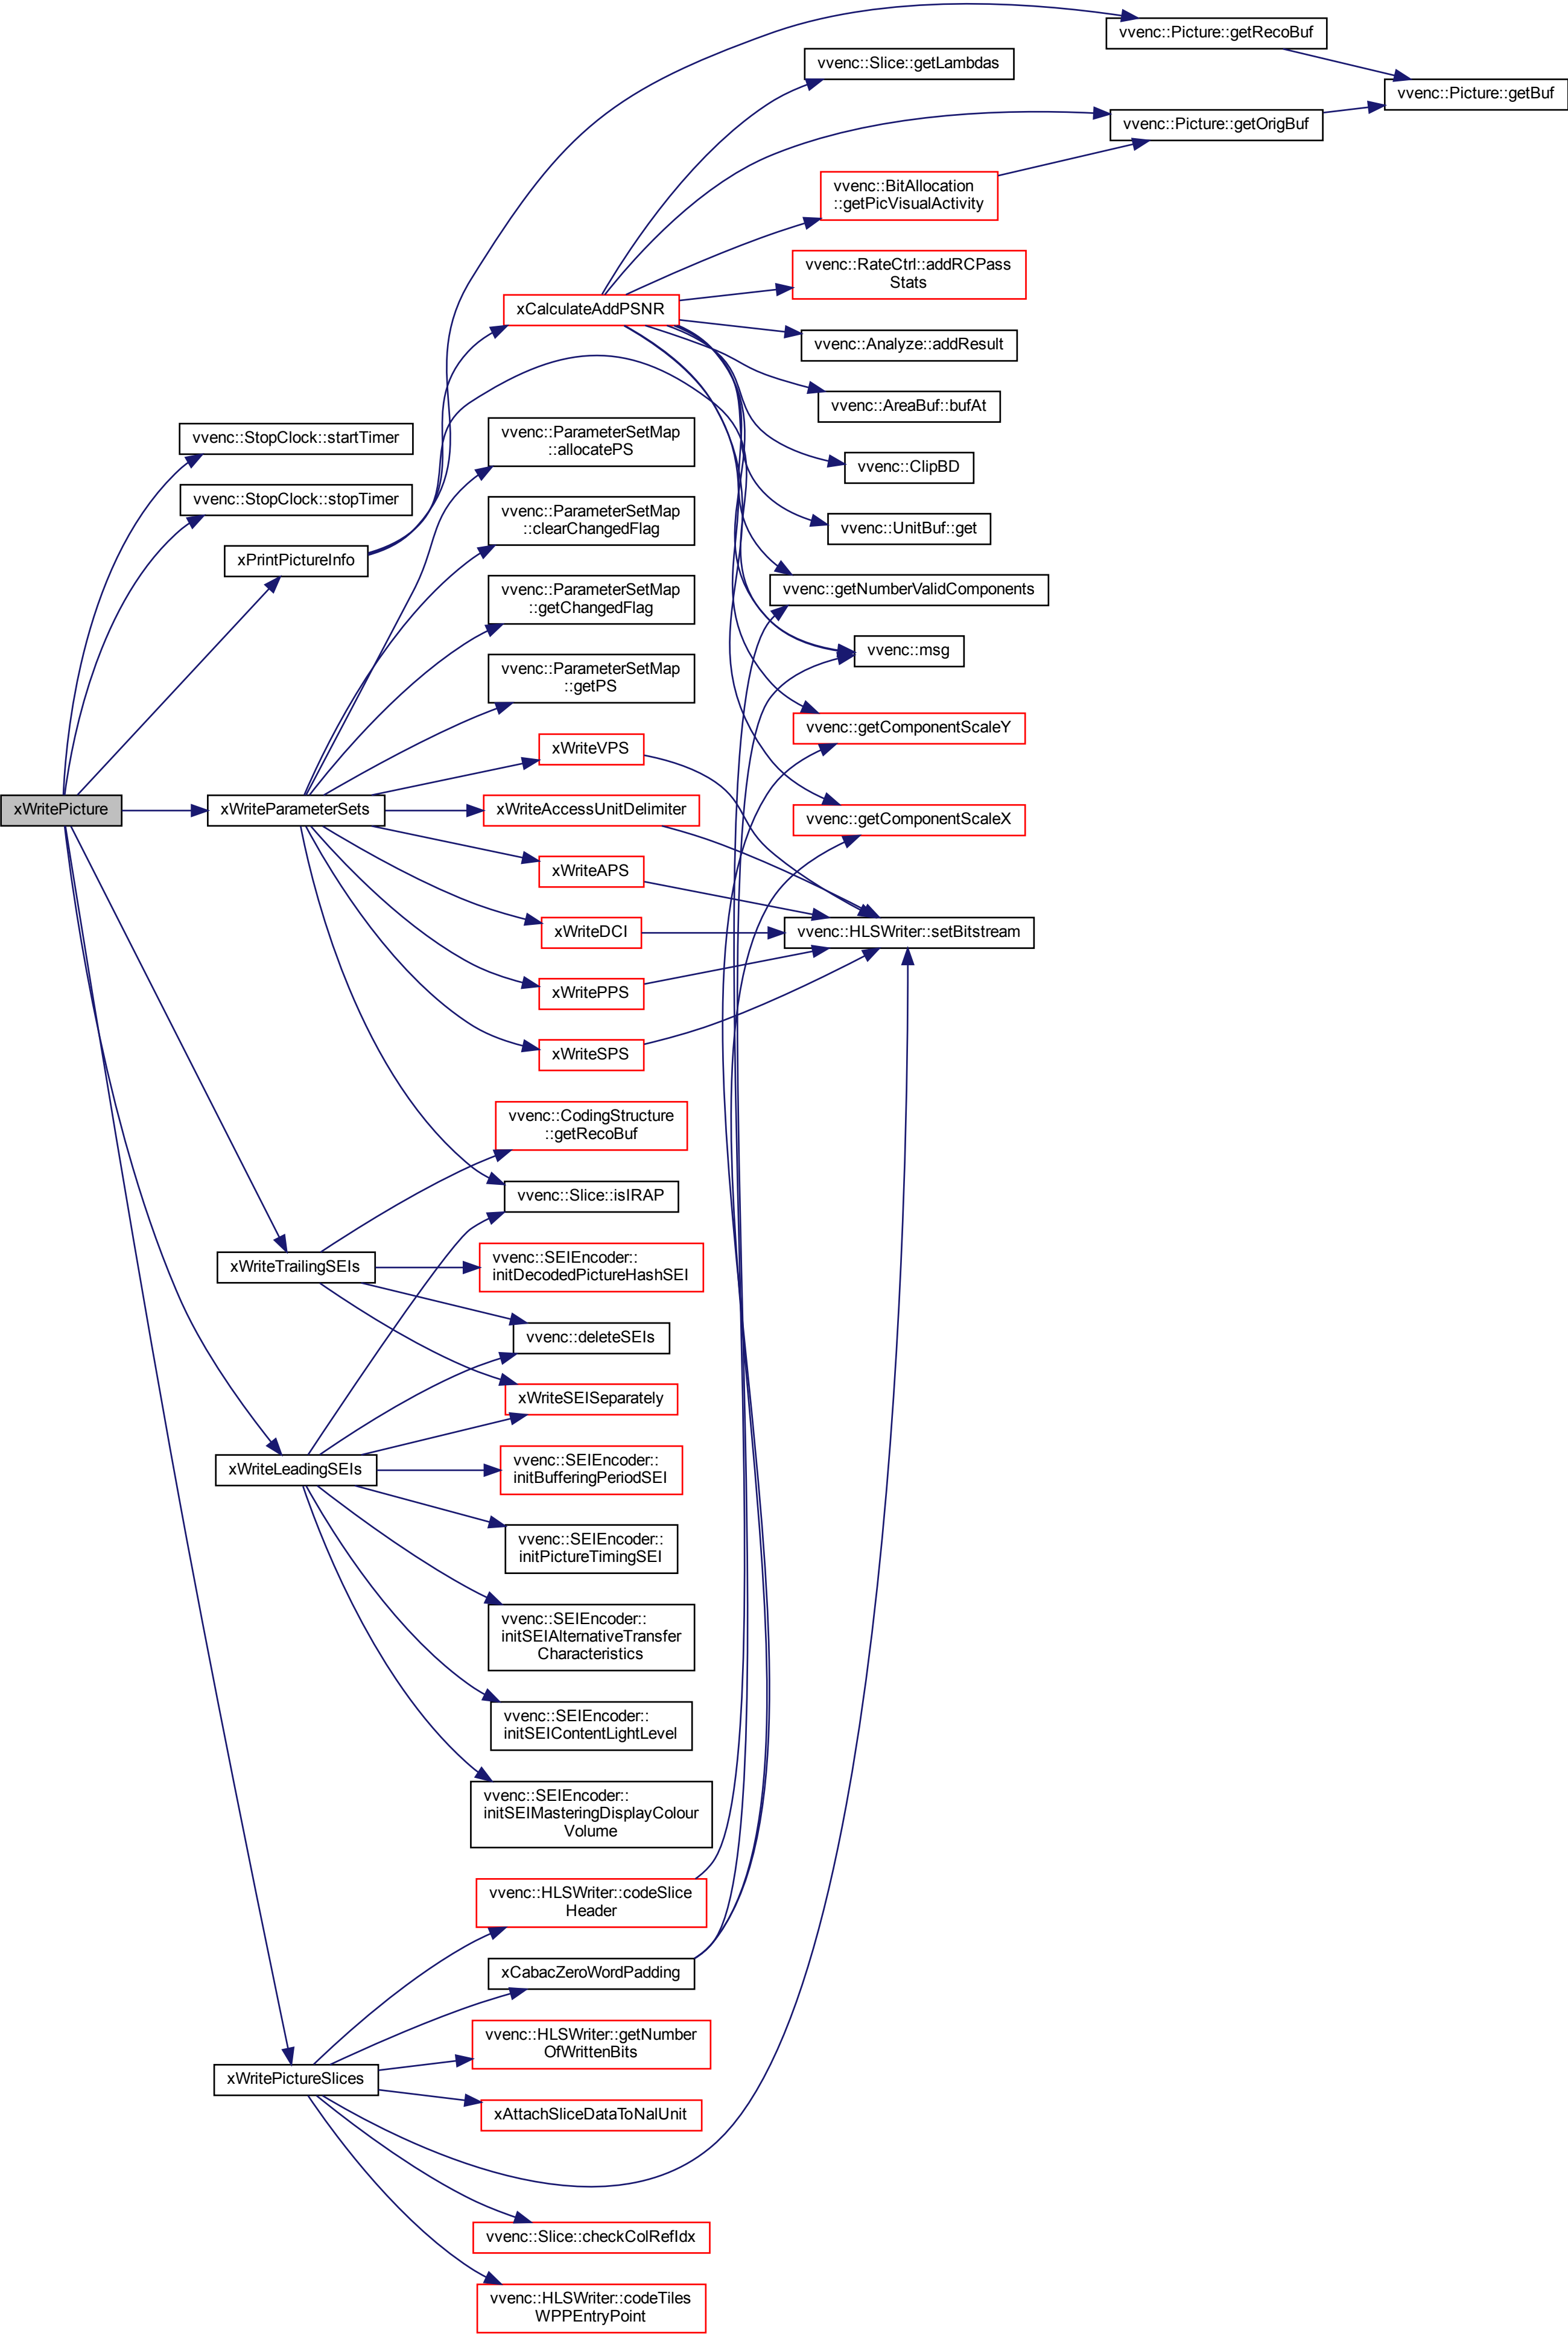 vvenc::Picture::getRecoBuf
vvenc::Slice::getLambdas
vvenc::Picture::getBuf
vvenc::Picture::getOrigBuf
vvenc::BitAllocation
::getPicVisualActivity
vvenc::RateCtrl::addRCPass
Stats
xCalculateAddPSNR
vvenc::Analyze::addResult
vvenc::AreaBuf::bufAt
vvenc::StopClock::startTimer
vvenc::ParameterSetMap
::allocatePS
vvenc::ClipBD
vvenc::StopClock::stopTimer
vvenc::ParameterSetMap
::clearChangedFlag
vvenc::UnitBuf::get
xPrintPictureInfo
vvenc::ParameterSetMap
::getChangedFlag
vvenc::getNumberValidComponents
vvenc::msg
vvenc::ParameterSetMap
::getPS
vvenc::getComponentScaleY
xWriteVPS
xWritePicture
xWriteParameterSets
xWriteAccessUnitDelimiter
vvenc::getComponentScaleX
xWriteAPS
xWriteDCI
vvenc::HLSWriter::setBitstream
xWritePPS
xWriteSPS
vvenc::CodingStructure
::getRecoBuf
vvenc::Slice::isIRAP
xWriteTrailingSEIs
vvenc::SEIEncoder::
initDecodedPictureHashSEI
vvenc::deleteSEIs
xWriteSEISeparately
xWriteLeadingSEIs
vvenc::SEIEncoder::
initBufferingPeriodSEI
vvenc::SEIEncoder::
initPictureTimingSEI
vvenc::SEIEncoder::
initSEIAlternativeTransfer
Characteristics
vvenc::SEIEncoder::
initSEIContentLightLevel
vvenc::SEIEncoder::
initSEIMasteringDisplayColour
Volume
vvenc::HLSWriter::codeSlice
Header
xCabacZeroWordPadding
vvenc::HLSWriter::getNumber
OfWrittenBits
xWritePictureSlices
xAttachSliceDataToNalUnit
vvenc::Slice::checkColRefIdx
vvenc::HLSWriter::codeTiles
WPPEntryPoint